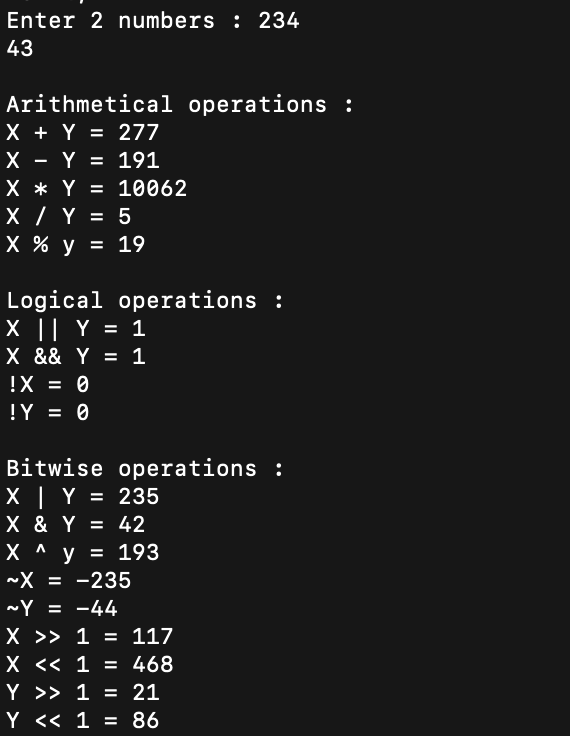 Enter 2 numbers : 234
43
Arithmetical operations :
X + Y = 277
X - Y = 191
X * Y = 10062
X / Y = 5
X % y = 19
Logical operations :
X || Y = 1
X && Y = 1
!X = 0
!Y = 0
Bitwise operations :
X | Y = 235
X & Y = 42
X ^ y = 193
~X = -235
~Y = -44
X >> 1 = 117
X << 1 = 468
Y >> 1 = 21
Y << 1 = 86